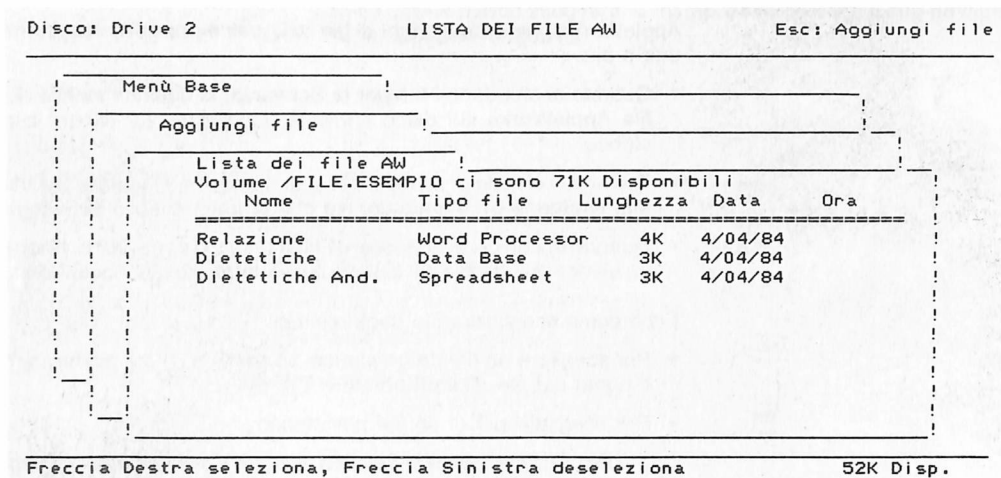 Disco: Drive 2 LISTA DEI FILE AW Esc: Aggiungi file
Menù Base
Aggiungi file
Lista dei file AW
Volume /FILE.ESEMPIO ci sono 71K Disponibili
Nome Tipo file Lunghezza Data Ora
Relazione Word Processor 4K 4/04/84
Dietetiche Data Base 3K 4/04/84
Dietetiche And. Spreadsheet 3K 4/04/84
Freccia Destra seleziona, Freccia Sinistra deseleziona 52K Disp.